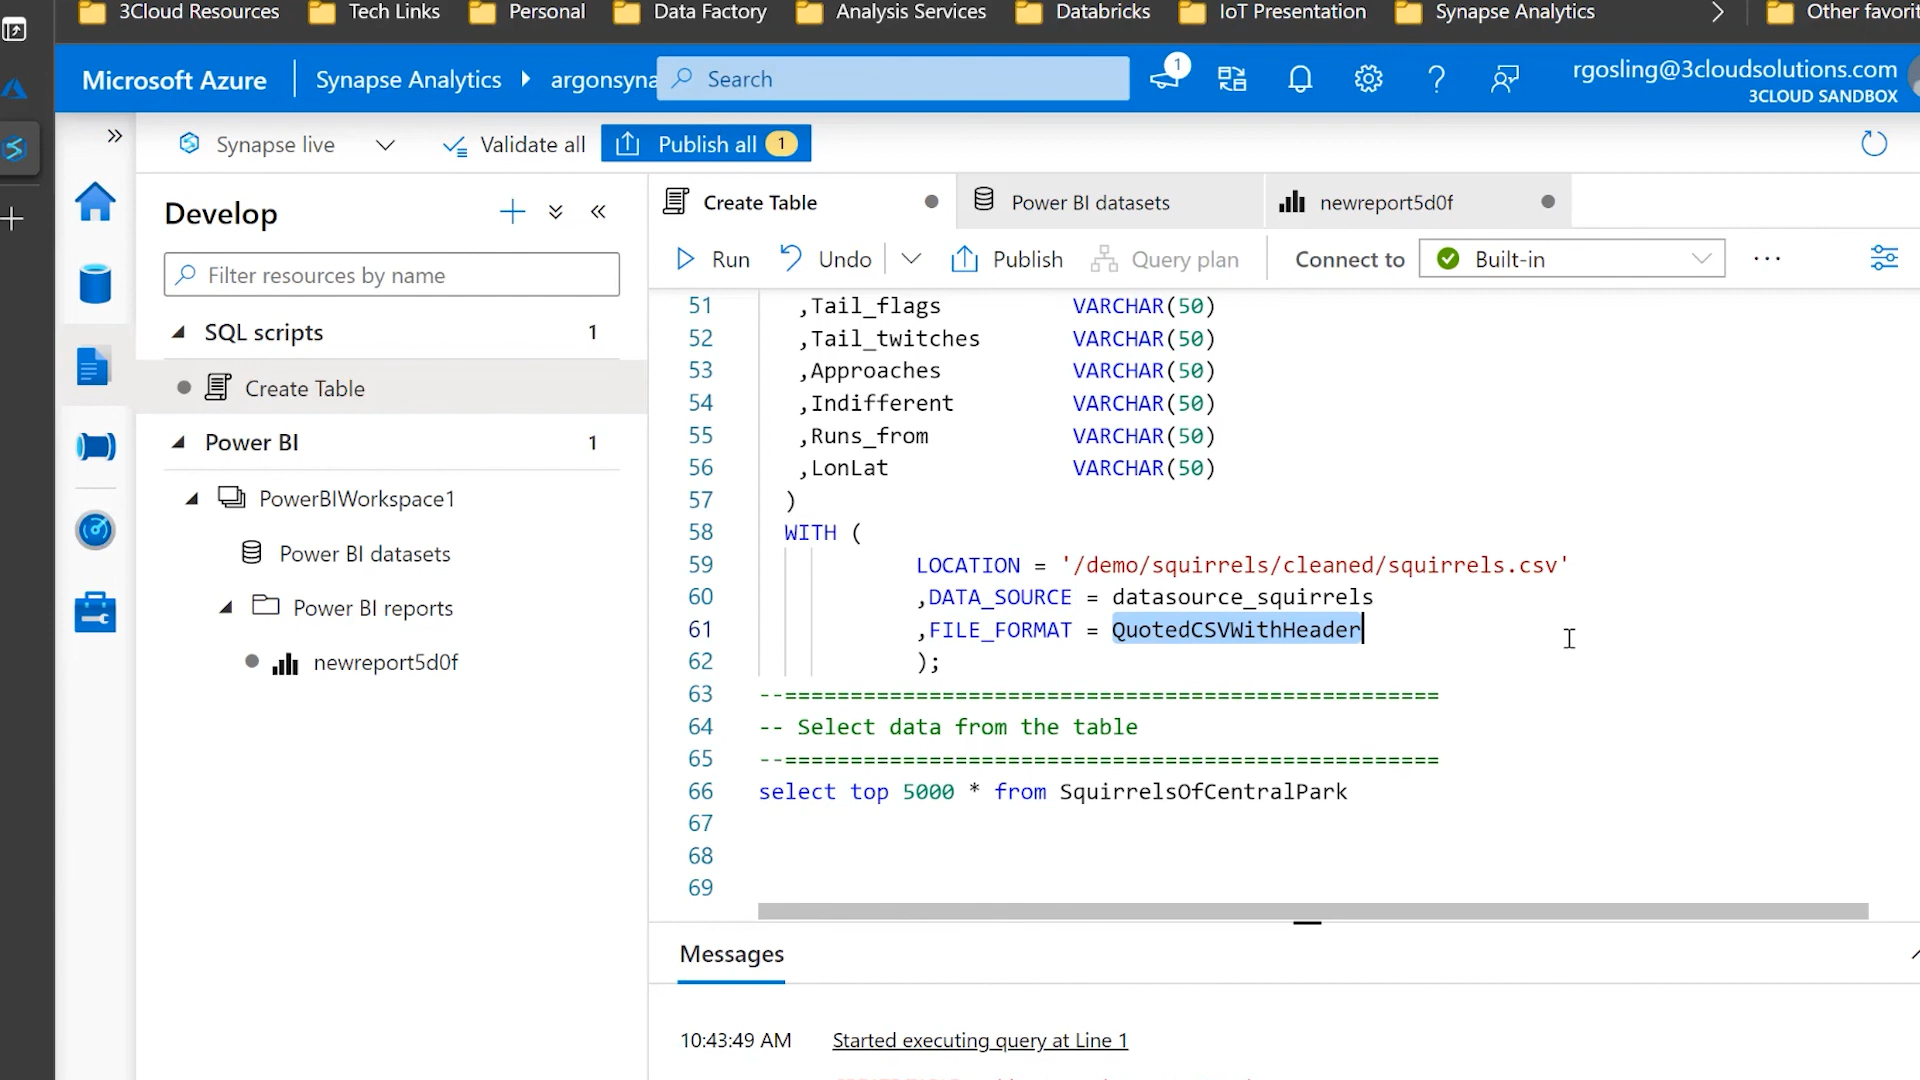 3Cloud Resources Tech Links Personal Data Factory Analysis Services Databricks IoT Presentation Synapse Analytics Other favorit
Microsoft Azure Synapse Analytics argonsyna Search 1 rgosling@3cloudsolutions.com
3CLOUD SANDBOX
Synapse live Validate all Publish all 1
Develop
Filter resources by name
SQL scripts 1
Create Table
Power BI 1
PowerBIWorkspace1
Power BI datasets
Power BI reports
newreport5d0f
Create Table Power BI datasets newreport5d0f
Run Undo Publish Query plan Connect to Built-in ...
51 ,Tail_flags VARCHAR(50)
52 ,Tail_twitches VARCHAR(50)
53 ,Approaches VARCHAR(50)
54 ,Indifferent VARCHAR(50)
55 ,Runs_from VARCHAR(50)
56 ,LonLat VARCHAR(50)
57 )
58 WITH (
59 LOCATION = '/demo/squirrels/cleaned/squirrels.csv'
60 ,DATA_SOURCE = datasource_squirrels
61 ,FILE_FORMAT = QuotedCSVWithHeader
62 );
63 --==================================================
64 -- Select data from the table
65 --==================================================
66 select top 5000 * from SquirrelsOfCentralPark
67
68
69
Messages
10:43:49 AM Started executing query at Line 1